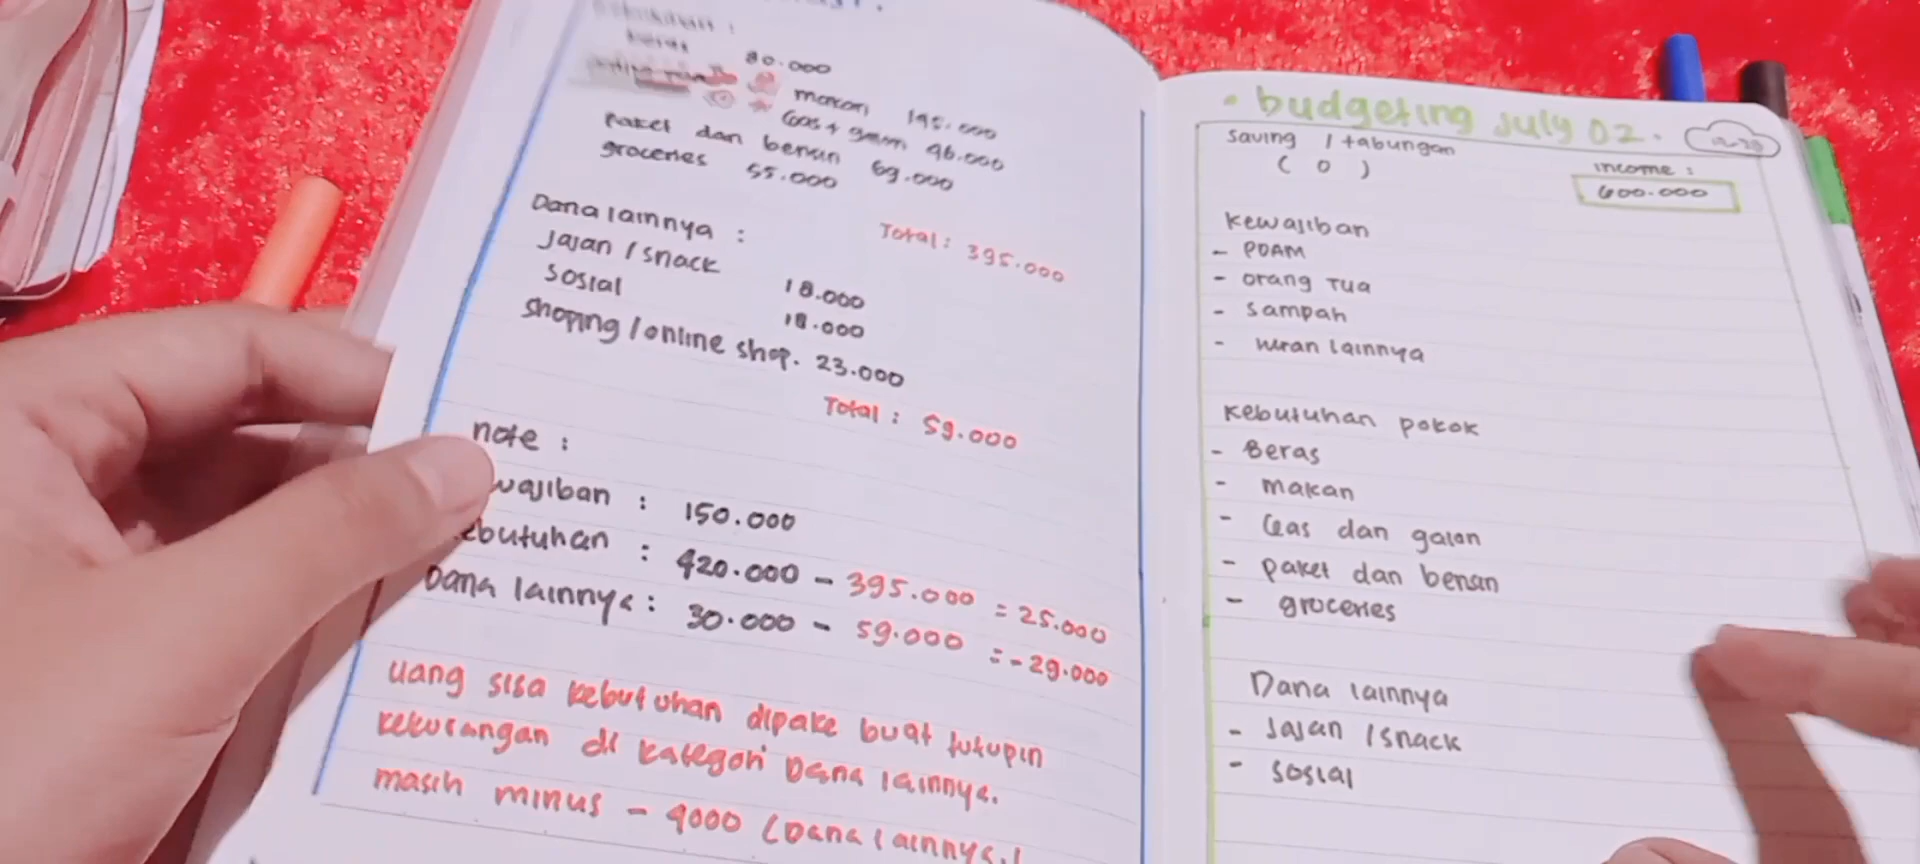 80.000
makan 195.000
Gas + galon 46.000
Paket dan bensin 69.000
groceries 55.000
Total : 395.000
Dana lainnya :
Jajan / snack 18.000
Sosial 18.000
Shoping / online shop. 23.000
Total : 59.000
note :
wajiban : 150.000
ebutuhan : 420.000 - 395.000 = 25.000
Dana lainnya : 30.000 - 59.000 = -29.000
uang sisa kebutuhan dipake buat tutupin
kekurangan di kategori Dana lainnya.
masih minus - 4000 (Dana lainnya.)
• budgeting July 02.
Saving / tabungan
( 0 )
income :
600.000
Kewajiban
- PDAM
- Orang Tua
- Sampah
- Iuran lainnya
Kebutuhan pokok
- Beras
- makan
- Gas dan galon
- paket dan bensin
- groceries
Dana lainnya
- Jajan / snack
- Sosial